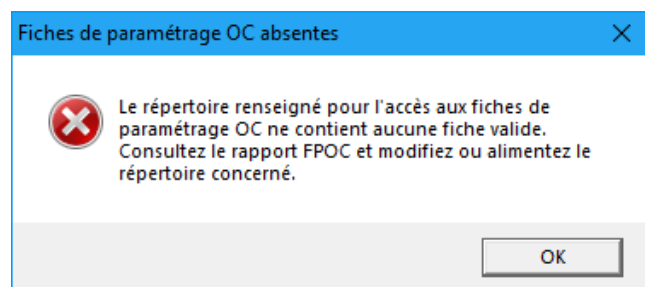 Fiches de paramétrage OC absentes
Le répertoire renseigné pour l'accès aux fiches de
paramétrage OC ne contient aucune fiche valide.
Consultez le rapport FPOC et modifiez ou alimentez le
répertoire concerné.
OK